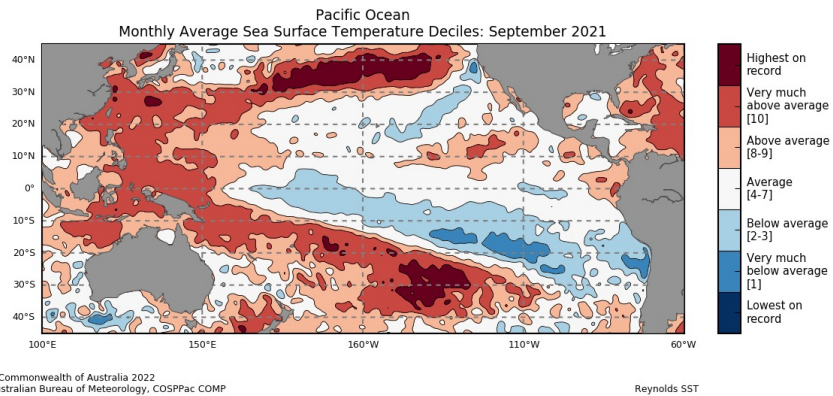 Pacific Ocean
Monthly Average Sea Surface Temperature Deciles: September 2021
40°N
30°N
20°N
10°N
0°
10°S
20°S
30°S
40°S
100°E
150°E
160°W
110°W
60°W
Highest on
record
Very much
above average
[10]
Above average
[8-9]
Average
[4-7]
Below average
[2-3]
Very much
below average
[1]
Lowest on
record
Commonwealth of Australia 2022
stralian Bureau of Meteorology, COSPPac COMP
Reynolds SST